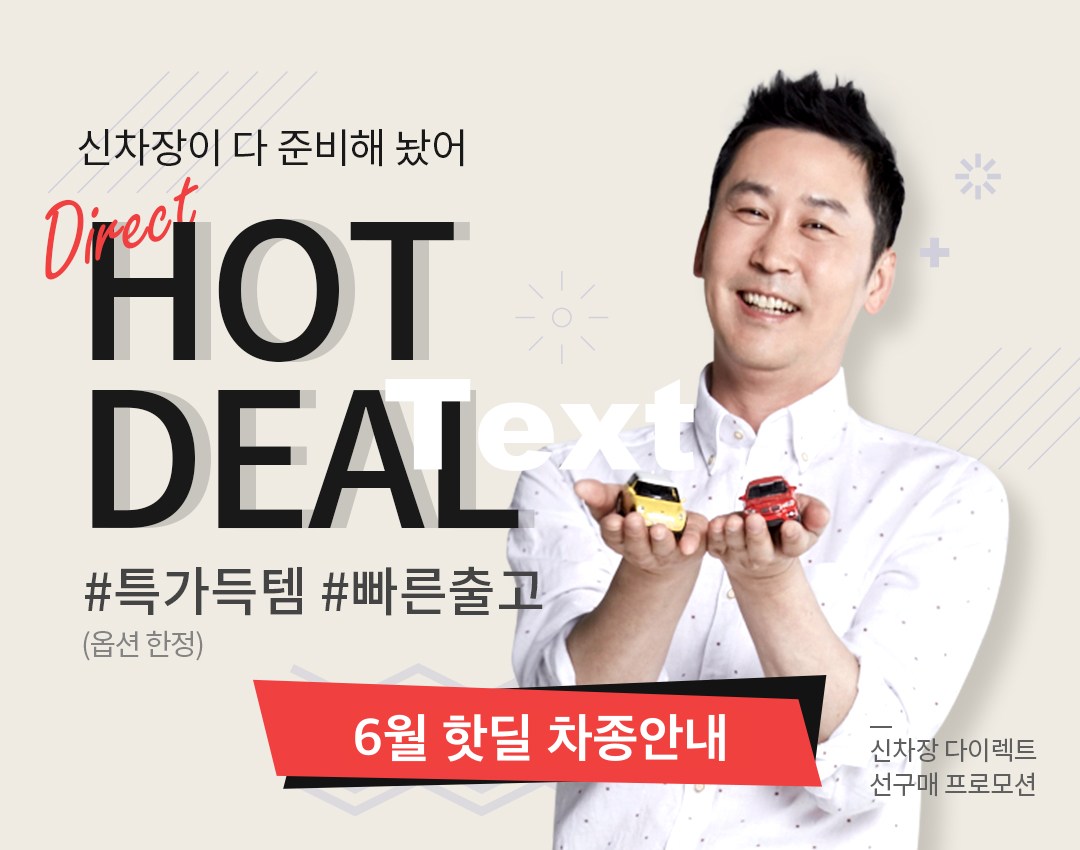 신차장이 다 준비해 놨어
Direct
HOT
DEAL
Text
#특가득템 #빠른출고
(옵션 한정)
6월 핫딜 차종안내
신차장 다이렉트
선구매 프로모션